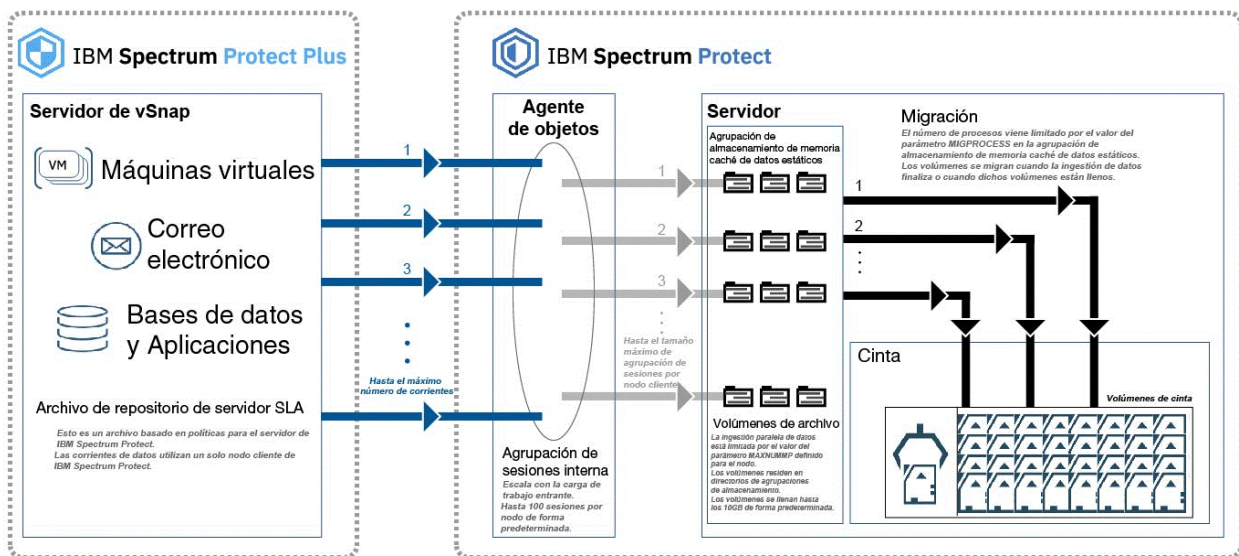 IBM Spectrum Protect Plus
Servidor de vSnap
VM
Máquinas virtuales
Correo
electrónico
Bases de datos
y Aplicaciones
Archivo de repositorio de servidor SLA
Esto es un archivo basado en políticas para el servidor de
IBM Spectrum Protect.
Las corrientes de datos utilizan un solo nodo cliente de
IBM Spectrum Protect.
1
2
3
Hasta el máximo
número de corrientes
IBM Spectrum Protect
Agente
de objetos
Agrupación de
sesiones interna
Escala con la carga de
trabajo entrante.
Hasta 100 sesiones por
nodo de forma
predeterminada.
1
2
3
Hasta el tamaño
máximo de
agrupación de
sesiones por
nodo cliente
Servidor
Agrupación de
almacenamiento de memoria
caché de datos estáticos
Volúmenes de archivo
La ingestión paralela de datos
está limitada por el valor del
parámetro MAXNUMMP definido
para el nodo.
Los volúmenes residen en
directorios de agrupaciones
de almacenamiento.
Los volúmenes se llenan hasta
los 10GB de forma predeterminada.
Migración
El número de procesos viene limitado por el valor del
parámetro MIGPROCESS en la agrupación de
almacenamiento de memoria caché de datos estáticos.
Los volúmenes se migran cuando la ingestión de datos
finaliza o cuando dichos volúmenes están llenos.
1
2
Cinta
Volúmenes de cinta